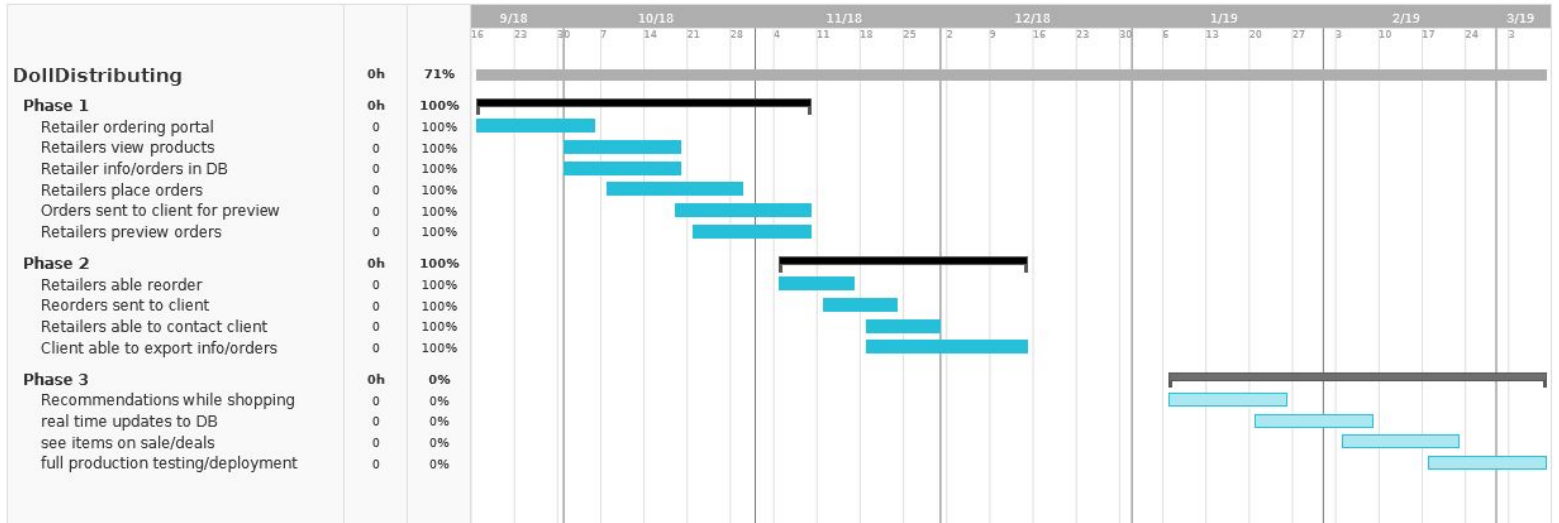 9/18 10/18 11/18 12/18 1/19 2/19 3/19
16 23 30 7 14 21 28 4 11 18 25 2 9 16 23 30 6 13 20 27 3 10 17 24 3
DollDistributing 0h 71%
Phase 1 0h 100%
Retailer ordering portal 0 100%
Retailers view products 0 100%
Retailer info/orders in DB 0 100%
Retailers place orders 0 100%
Orders sent to client for preview 0 100%
Retailers preview orders 0 100%
Phase 2 0h 100%
Retailers able reorder 0 100%
Reorders sent to client 0 100%
Retailers able to contact client 0 100%
Client able to export info/orders 0 100%
Phase 3 0h 0%
Recommendations while shopping 0 0%
real time updates to DB 0 0%
see items on sale/deals 0 0%
full production testing/deployment 0 0%